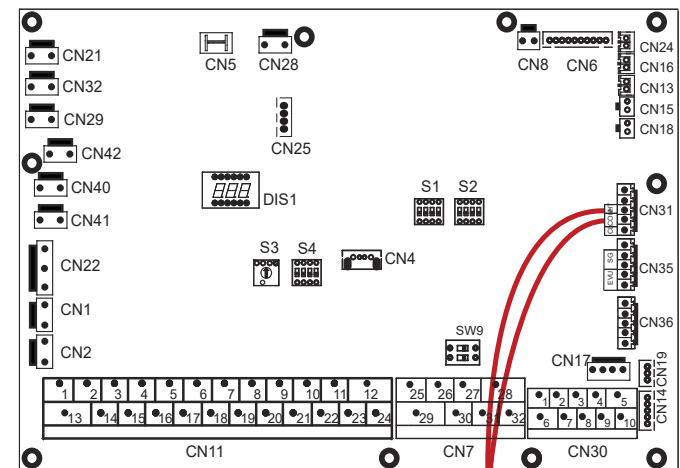 CN21
CN5
CN28
CN8
CN6
CN24
CN16
CN13
CN15
CN18
CN32
CN29
CN42
CN25
CN40
CN41
DIS1
S1
S2
CN31
S3
S4
CN4
CN22
SG
EVU
CN35
CN1
CN36
CN2
SW9
CN17
CN19
CN14
1 2 3 4 5 6 7 8 9 10 11 12
13 14 15 16 17 18 19 20 21 22 23 24
25 26 27 28
29 30 31 32
1 2 3 4 5
6 7 8 9 10
CN11
CN7
CN30